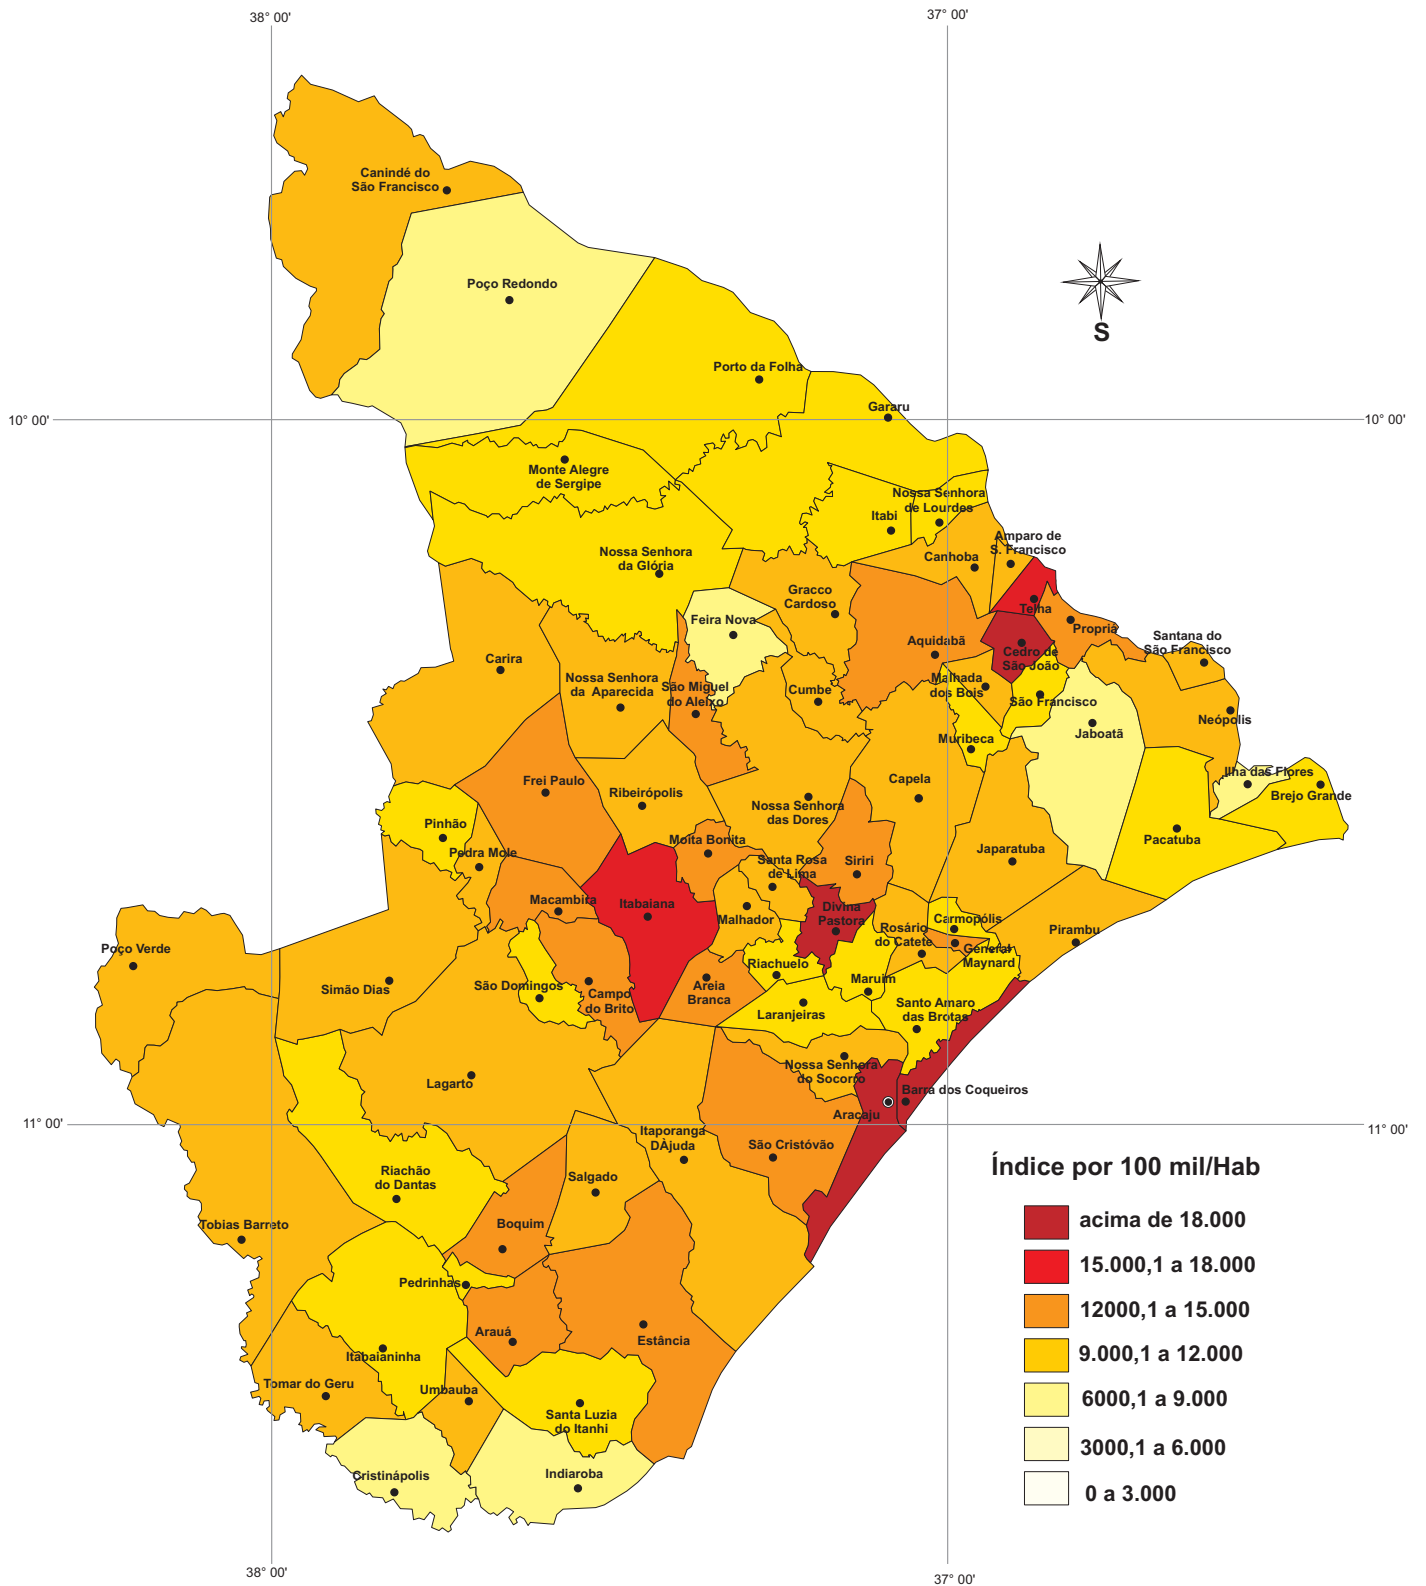 38° 00'
37° 00'
Canindé do
São Francisco
Poço Redondo
S
Porto da Folha
Gararu
10° 00'
10° 00'
Monte Alegre
de Sergipe
Nossa Senhora
de Lourdes
Itabi
Amparo de
S. Francisco
Nossa Senhora
da Glória
Canhoba
Gracco
Cardoso
Telha
Feira Nova
Propriá
Santana do
São Francisco
Aquidabã
Cedro de
São João
Carira
Nossa Senhora
da Aparecida
São Miguel
do Aleixo
Cumbe
Malhada
dos Bois
São Francisco
Neópolis
Jaboatã
Muribeca
Frei Paulo
Ribeirópolis
Capela
Ilha das Flores
Brejo Grande
Nossa Senhora
das Dores
Pinhão
Moita Bonita
Pacatuba
Pedra Mole
Santa Rosa
de Lima
Siriri
Japaratuba
Macambira
Itabaiana
Malhador
Divina
Pastora
Carmopólis
Rosário
do Catete
Pirambu
Poço Verde
General
Maynard
Riachuelo
Simão Dias
São Domingos
Campo
do Brito
Areia
Branca
Maruim
Laranjeiras
Santo Amaro
das Brotas
Lagarto
Nossa Senhora
do Socorro
Barra dos Coqueiros
Aracaju
11° 00'
11° 00'
Itaporanga
DÀjuda
São Cristóvão
Riachão
do Dantas
Salgado
Tobias Barreto
Boquim
Pedrinhas
Arauá
Estância
Itabaianinha
Tomar do Geru
Umbauba
Santa Luzia
do Itanhi
Cristinápolis
Indiaroba
Índice por 100 mil/Hab
acima de 18.000
15.000,1 a 18.000
12000,1 a 15.000
9.000,1 a 12.000
6000,1 a 9.000
3000,1 a 6.000
0 a 3.000
38° 00'
37° 00'